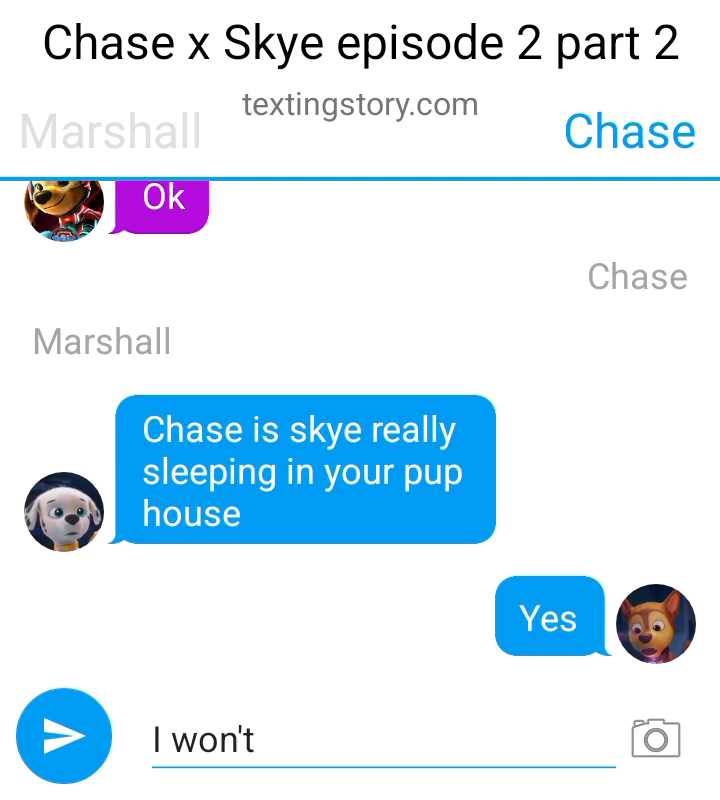 Chase x Skye episode 2 part 2
textingstory.com
Marshall
Chase
Ok
Chase
Marshall
Chase is skye really
sleeping in your pup
house
Yes
I won't